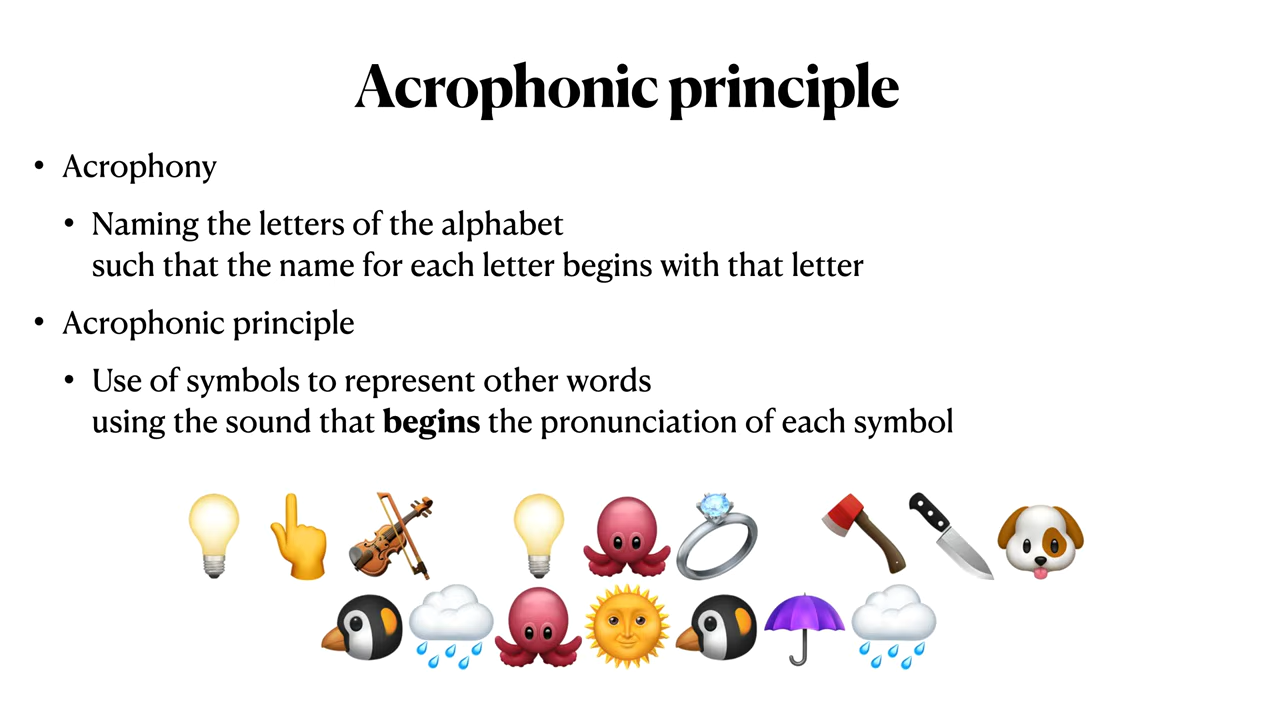 Acrophonic principle
• Acrophony
• Naming the letters of the alphabet
such that the name for each letter begins with that letter
• Acrophonic principle
• Use of symbols to represent other words
using the sound that begins the pronunciation of each symbol
💡👆🎻 💡🐙💍 🪓🔪🐶
🐧🌧️🐙🌞🐧☂️🌧️